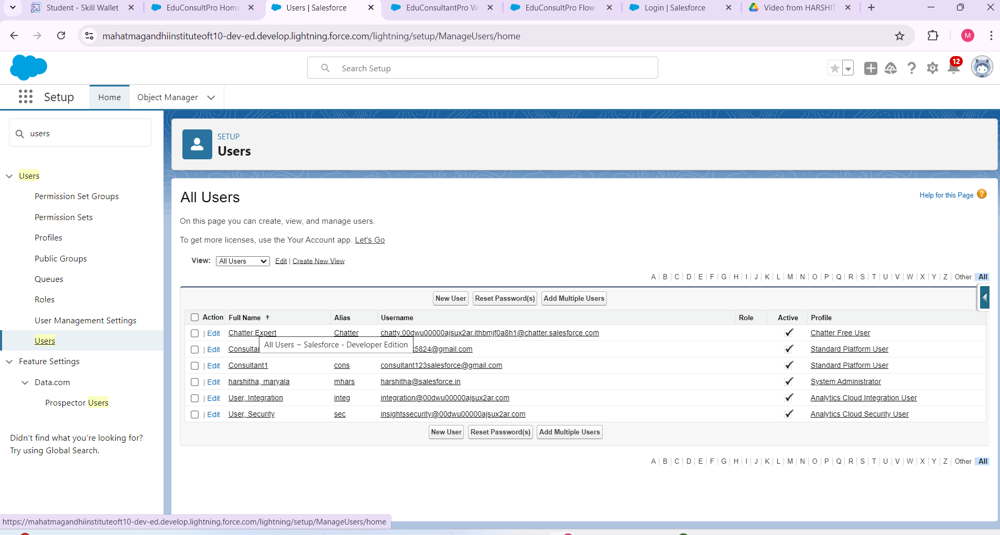 Student - Skill Wallet
EduConsultPro Home
Users | Salesforce
EduConsultantPro W
EduConsultPro Flow
Login | Salesforce
Video from HARSHIT
mahatmagandhiinstituteoft10-dev-ed.develop.lightning.force.com/lightning/setup/ManageUsers/home
M
Search Setup
12
Setup
Home
Object Manager
users
SETUP
Users
Users
Permission Set Groups
Permission Sets
Profiles
Public Groups
Queues
Roles
User Management Settings
Users
Feature Settings
Data.com
Prospector Users
Didn't find what you're looking for?
Try using Global Search.
All Users
Help for this Page ?
On this page you can create, view, and manage users.
To get more licenses, use the Your Account app. Let's Go
View: All Users Edit | Create New View
A B C D E F G H I J K L M N O P Q R S T U V W X Y Z Other All
New User Reset Password(s) Add Multiple Users
Action Full Name Alias Username Role Active Profile
| Edit Chatter Expert Chatter chatty.00dwu00000ajsux2ar.ithbmjf0a8h1@chatter.salesforce.com Chatter Free User
All Users ~ Salesforce - Developer Edition
| Edit 5824@gmail.com Standard Platform User
| Edit Consultant1 cons consultant123salesforce@gmail.com Standard Platform User
| Edit harshitha, maryala mhars harshitha@salesforce.in System Administrator
| Edit User, Integration integ integration@00dwu00000ajsux2ar.com Analytics Cloud Integration User
| Edit User, Security sec insightssecurity@00dwu00000ajsux2ar.com Analytics Cloud Security User
New User Reset Password(s) Add Multiple Users
A B C D E F G H I J K L M N O P Q R S T U V W X Y Z Other All
https://mahatmagandhiinstituteoft10-dev-ed.develop.lightning.force.com/lightning/setup/ManageUsers/home